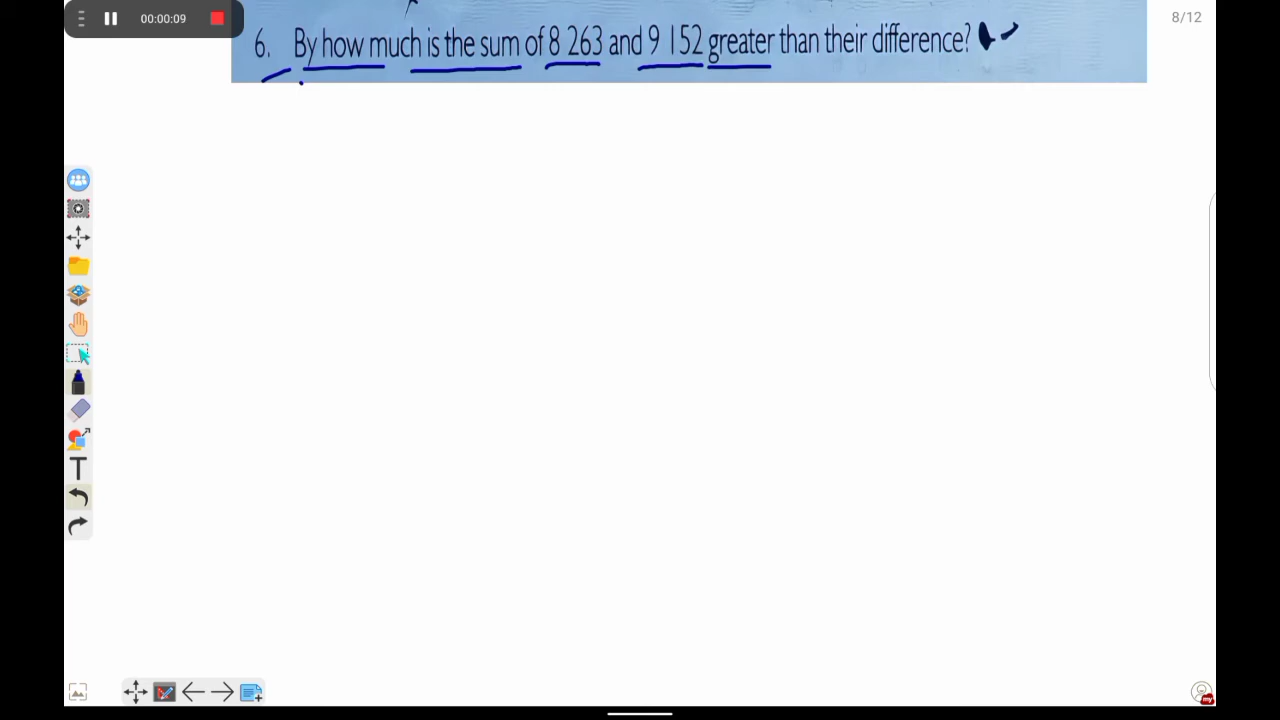 00:00:09
8/12
6. By how much is the sum of 8 263 and 9 152 greater than their difference?
T
my